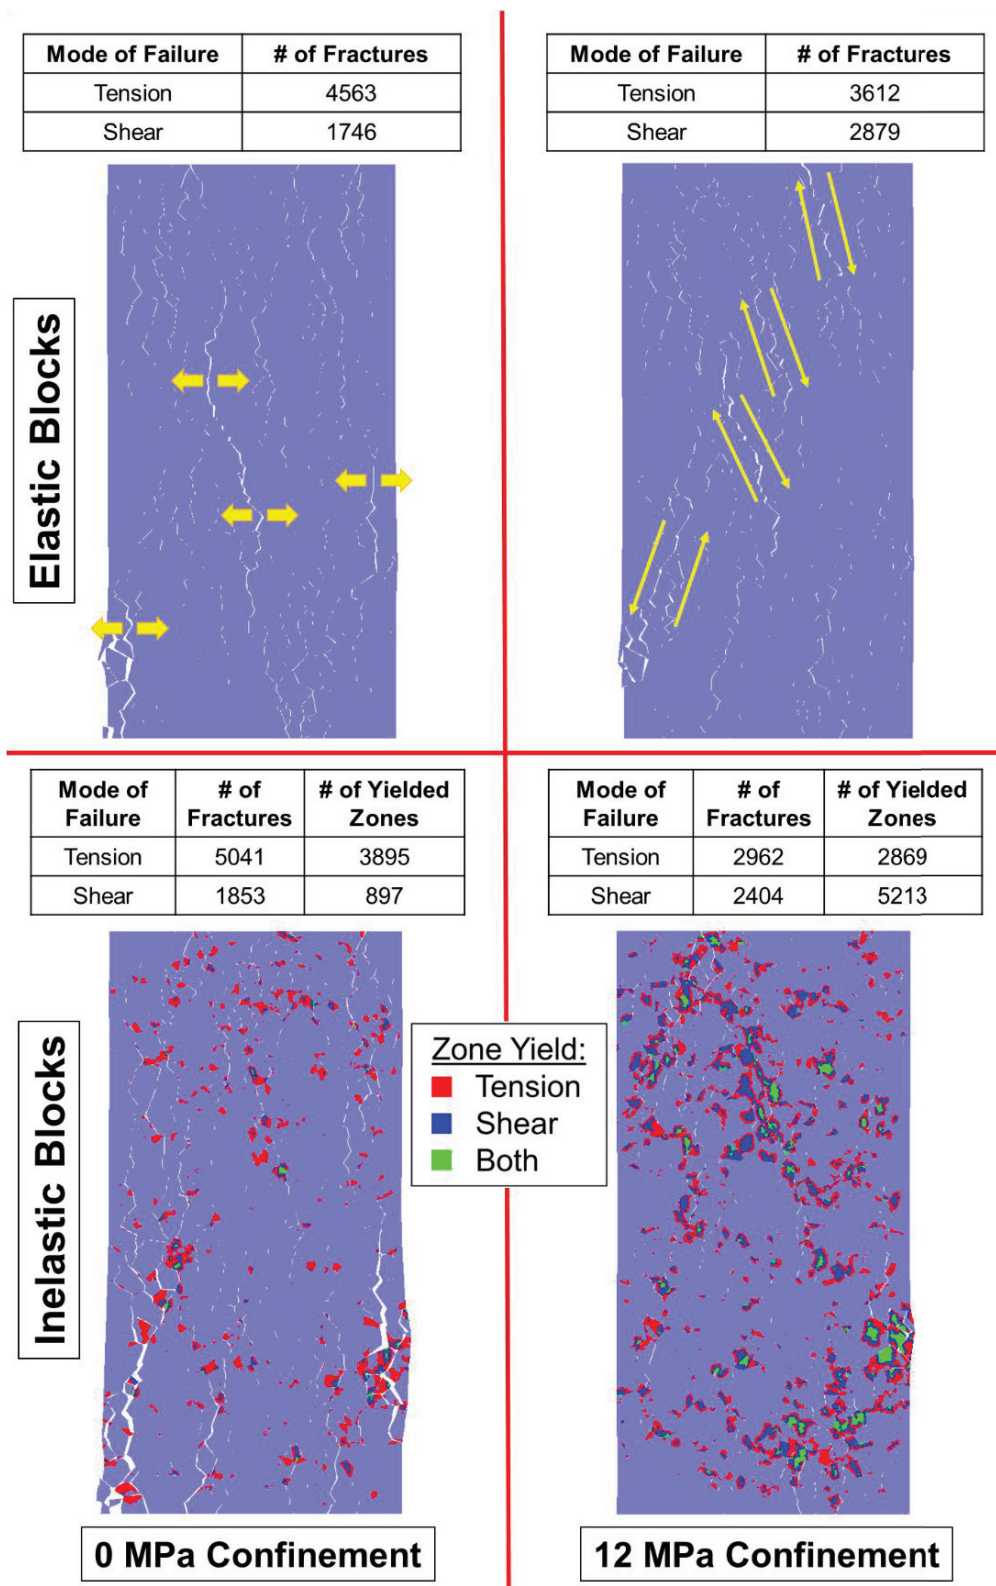 Mode of Failure # of Fractures
Tension 4563
Shear 1746
Mode of Failure # of Fractures
Tension 3612
Shear 2879
Elastic Blocks
Mode of # of # of Yielded
Failure Fractures Zones
Tension 5041 3895
Shear 1853 897
Mode of # of # of Yielded
Failure Fractures Zones
Tension 2962 2869
Shear 2404 5213
Inelastic Blocks
Zone Yield:
Tension
Shear
Both
0 MPa Confinement
12 MPa Confinement